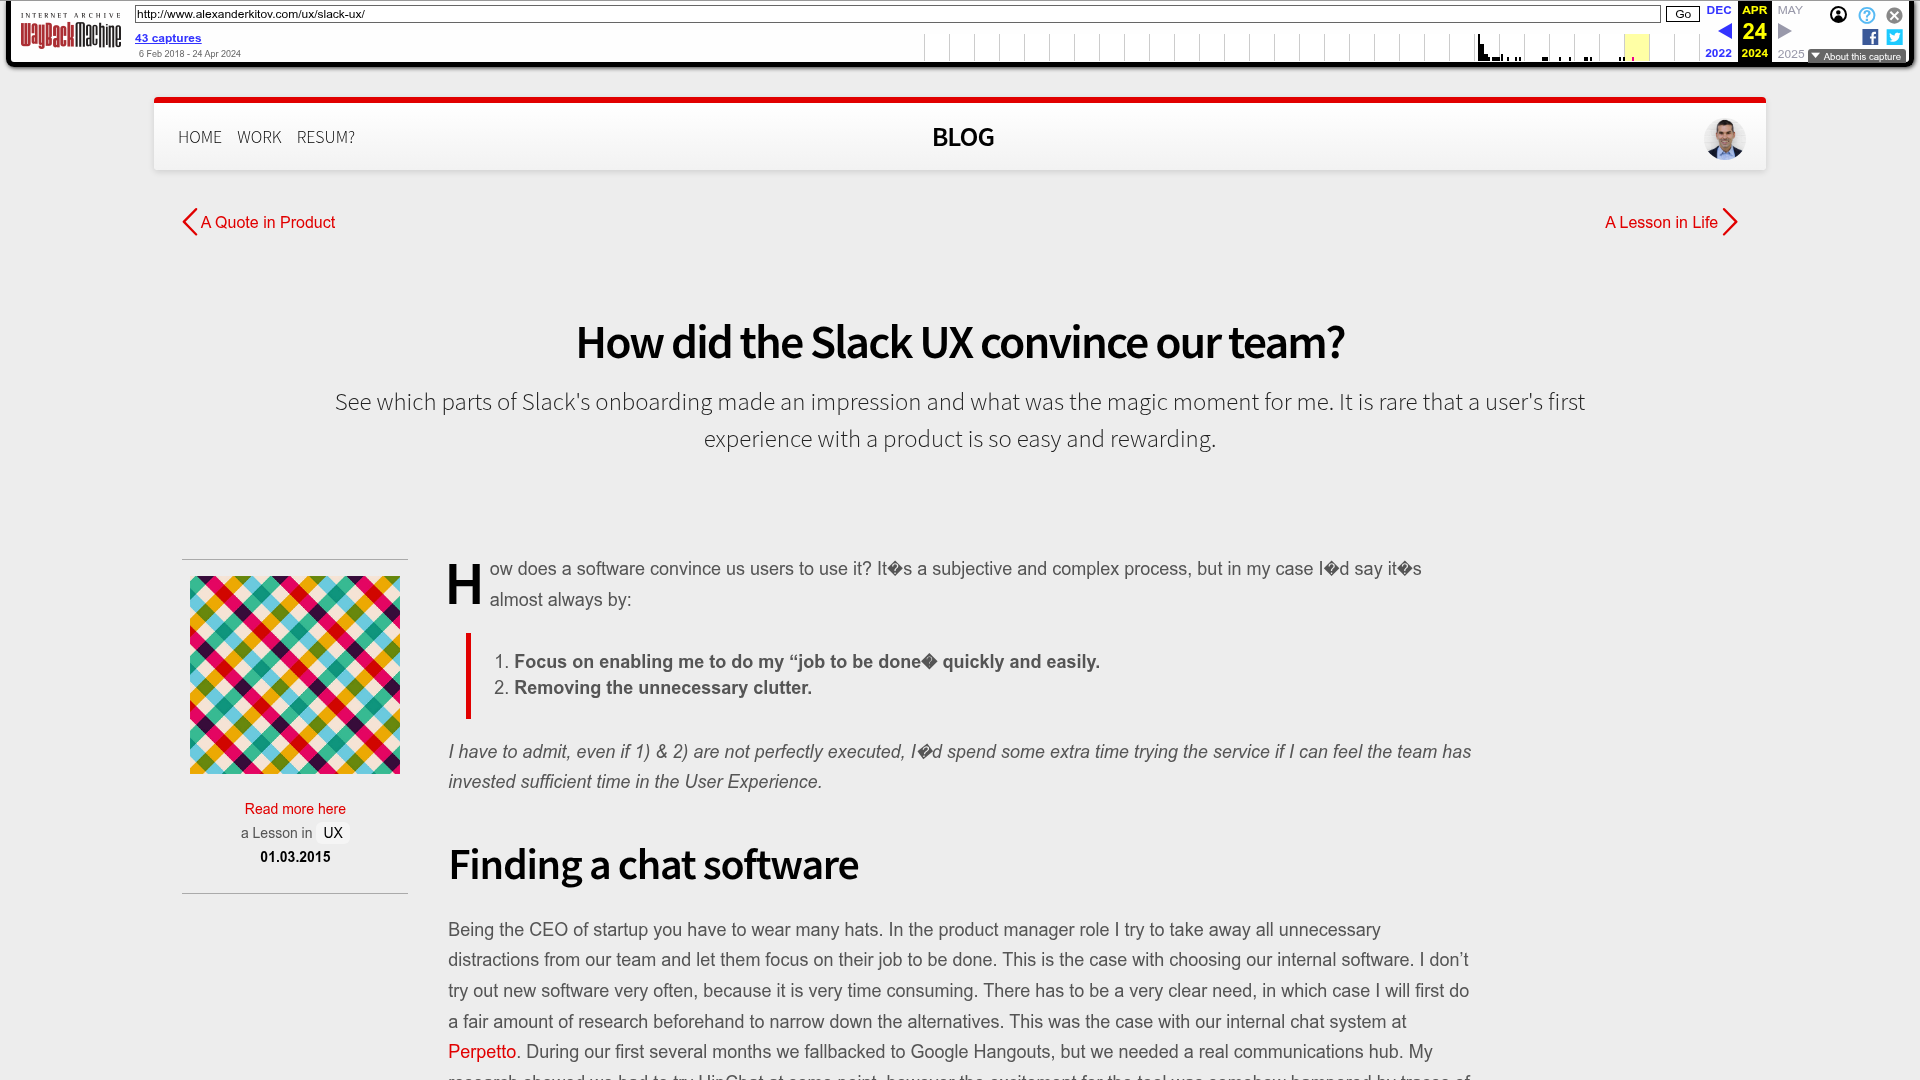 INTERNET ARCHIVE
WayBackMachine
http://www.alexanderkitov.com/ux/slack-ux/
Go
43 captures
6 Feb 2018 - 24 Apr 2024
DEC APR MAY
24
2022 2024 2025
About this capture
HOME WORK RESUM?
BLOG
A Quote in Product
A Lesson in Life
How did the Slack UX convince our team?
See which parts of Slack's onboarding made an impression and what was the magic moment for me. It is rare that a user's first
experience with a product is so easy and rewarding.
Read more here
a Lesson in UX
01.03.2015
How does a software convince us users to use it? It�s a subjective and complex process, but in my case I�d say it�s
almost always by:
1. Focus on enabling me to do my “job to be done� quickly and easily.
2. Removing the unnecessary clutter.
I have to admit, even if 1) & 2) are not perfectly executed, I�d spend some extra time trying the service if I can feel the team has
invested sufficient time in the User Experience.
Finding a chat software
Being the CEO of startup you have to wear many hats. In the product manager role I try to take away all unnecessary
distractions from our team and let them focus on their job to be done. This is the case with choosing our internal software. I don’t
try out new software very often, because it is very time consuming. There has to be a very clear need, in which case I will first do
a fair amount of research beforehand to narrow down the alternatives. This was the case with our internal chat system at
Perpetto. During our first several months we fallbacked to Google Hangouts, but we needed a real communications hub. My